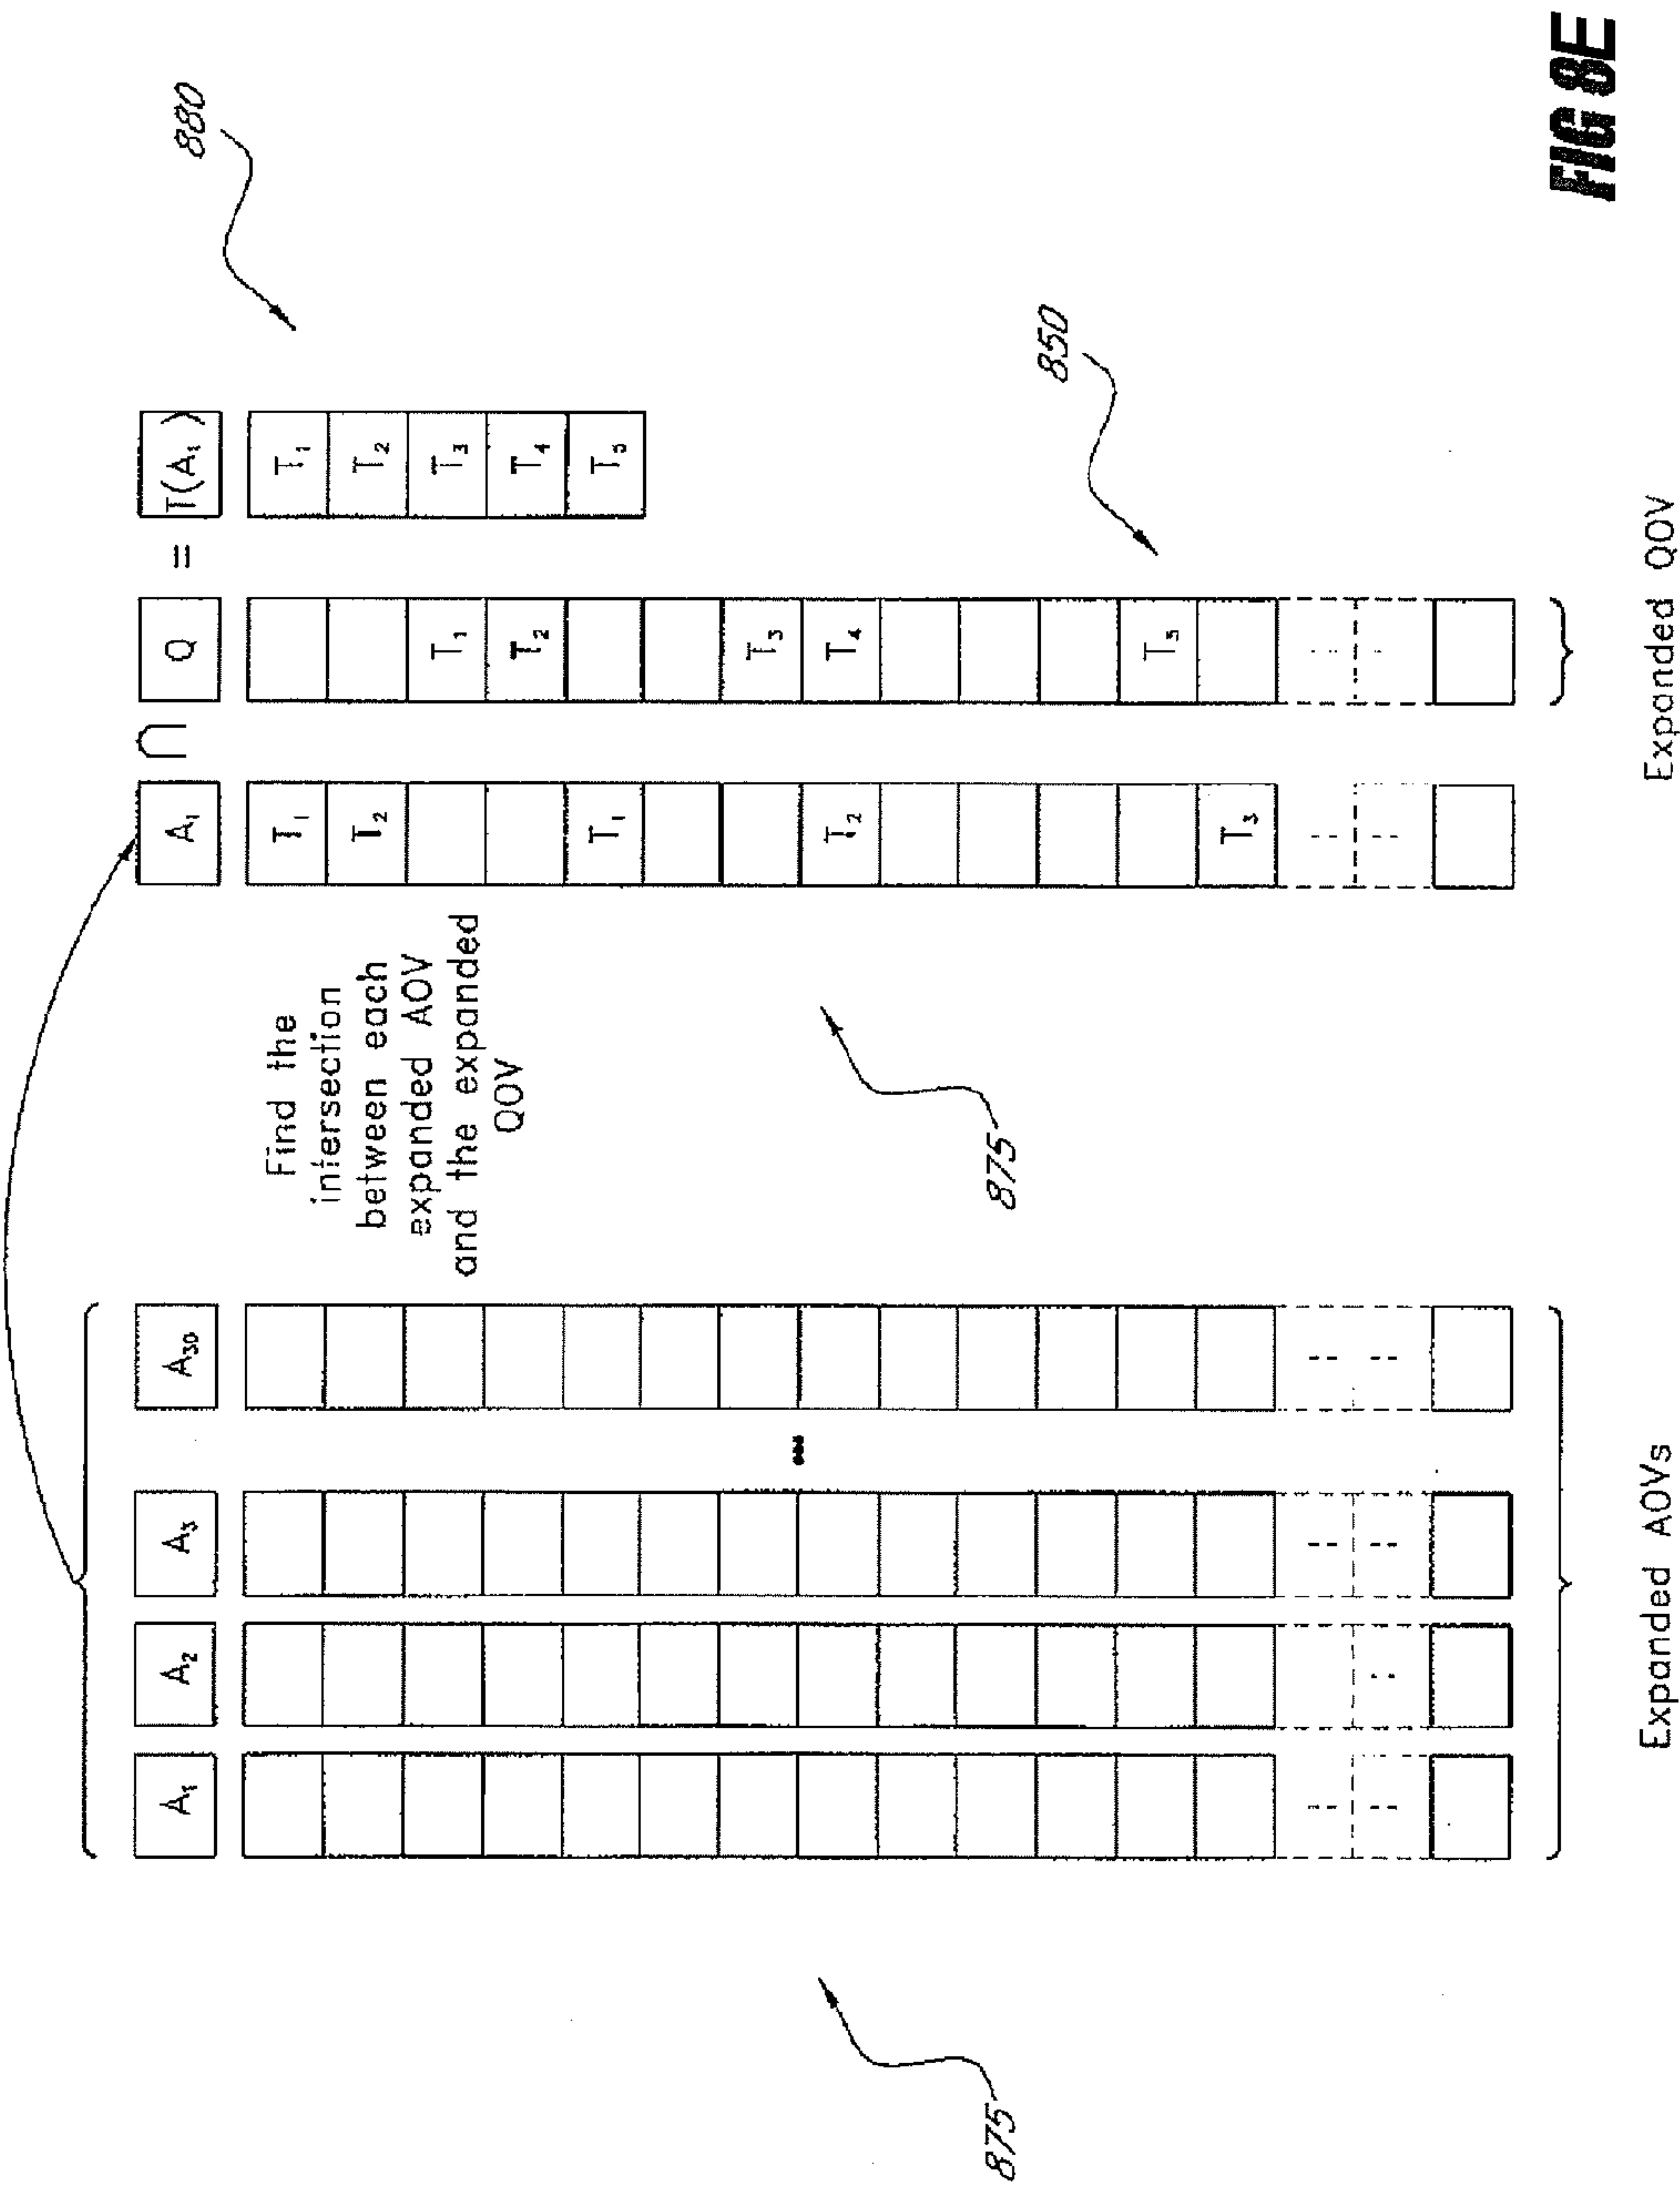 A₁ A₂ A₃ ••• A₃₀
Expanded AOVs
875
Find the
intersection
between each
expanded AOV
and the expanded
QOV
875
A₁ ∩ Q = T(A₁)
T₁
T₂
T₁
T₂
T₃
T₁
T₂
T₃
T₄
T₅
Expanded QOV
850
T₁
T₂
T₃
T₄
T₅
880
FIG 8E